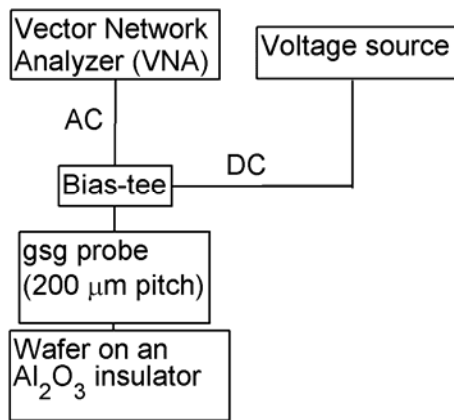 Vector Network
Analyzer (VNA)
Voltage source
AC
DC
Bias-tee
gsg probe
(200 μm pitch)
Wafer on an
Al₂O₃ insulator